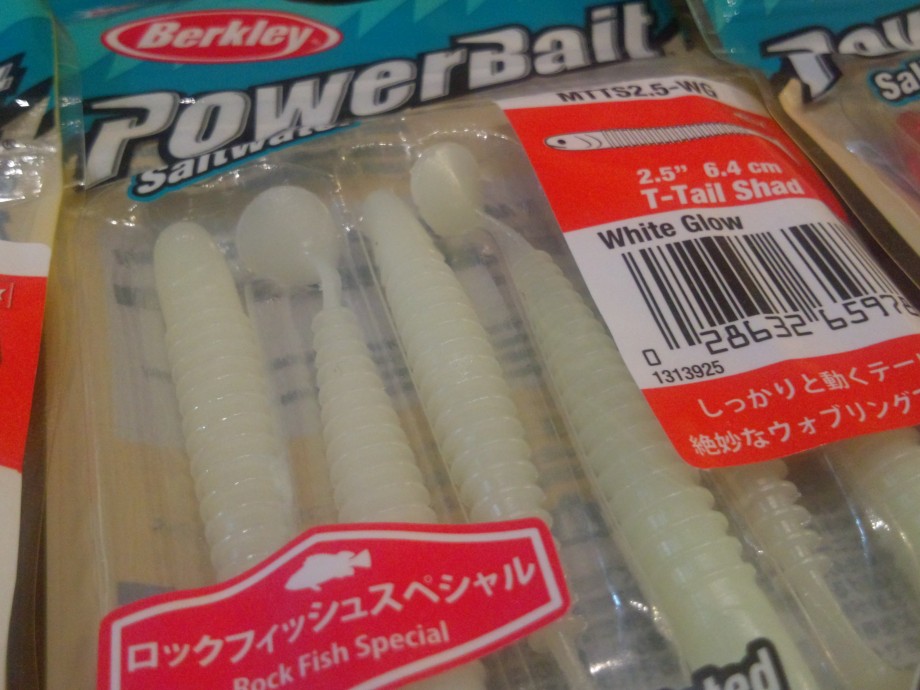 Berkley
PowerBait
Saltwater
MTTS2.5-WG
2.5" 6.4 cm
T-Tail Shad
White Glow
0 28632 6597
1313925
しっかりと動くテー
絶妙なウォブリング
ロックフィッシュスペシャル
Rock Fish Special